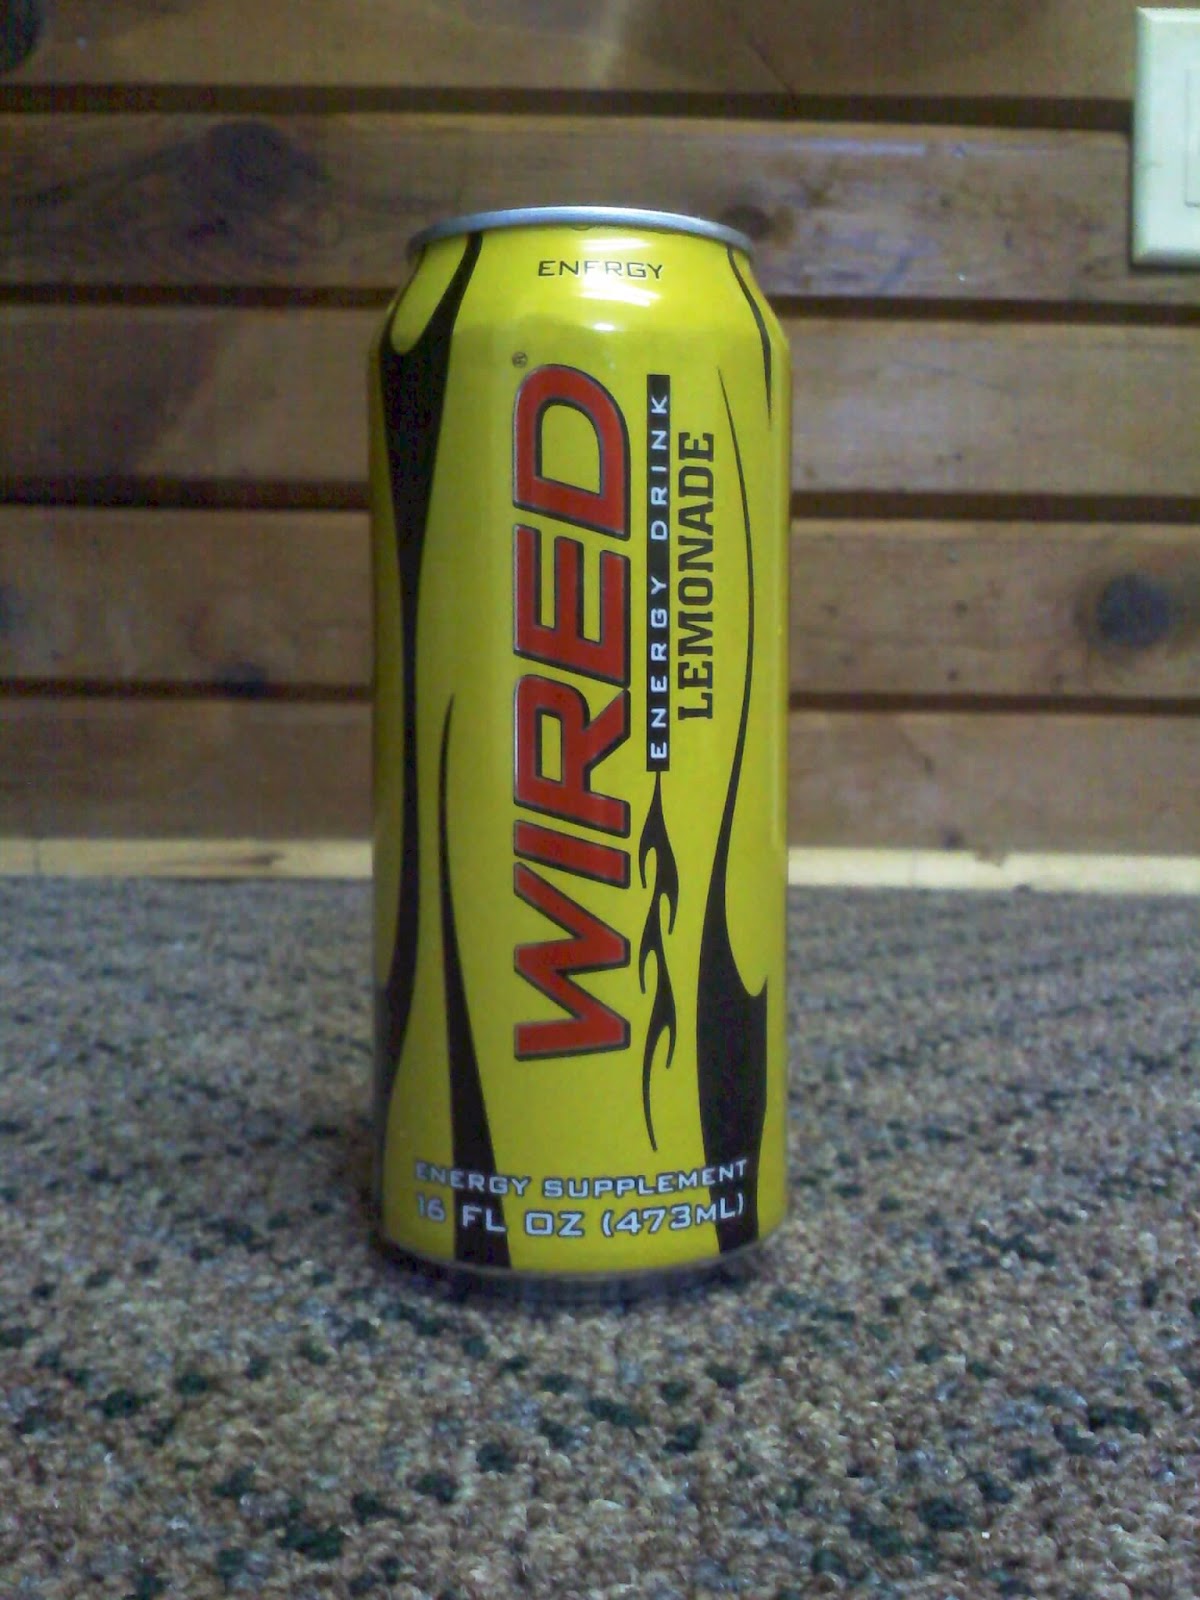 ENERGY
WIRED®
ENERGY DRINK
LEMONADE
ENERGY SUPPLEMENT
16 FL OZ (473mL)